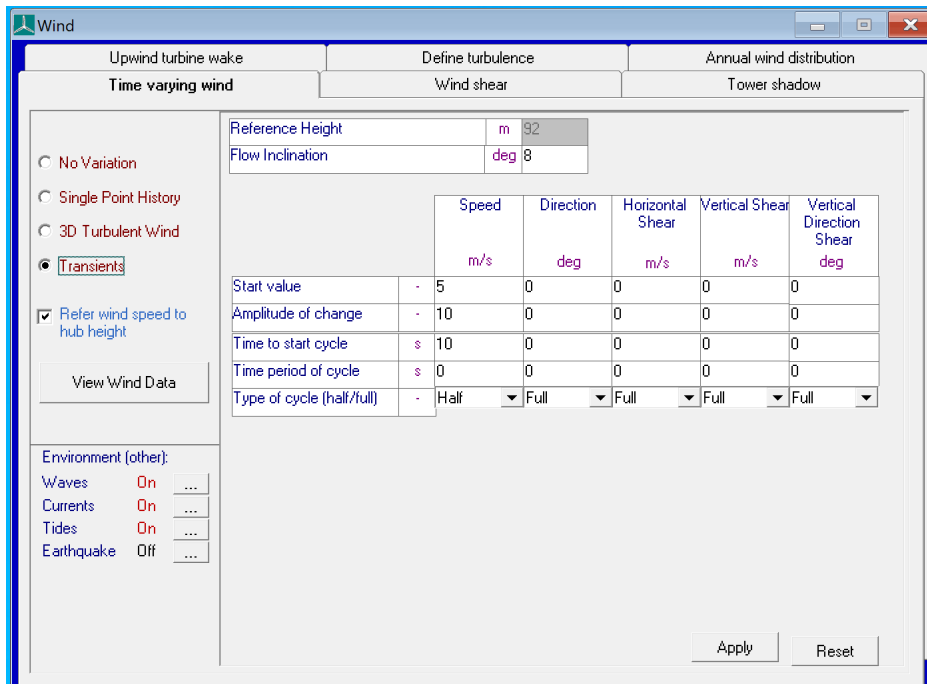 Wind
Upwind turbine wake Define turbulence Annual wind distribution
Time varying wind Wind shear Tower shadow
Reference Height m 92
Flow Inclination deg 8
No Variation
Single Point History
3D Turbulent Wind
Transients
Refer wind speed to
hub height
View Wind Data
Speed Direction Horizontal Vertical Shear Vertical
Shear Direction
Shear
m/s deg m/s m/s deg
Start value - 5 0 0 0 0
Amplitude of change - 10 0 0 0 0
Time to start cycle s 10 0 0 0 0
Time period of cycle s 0 0 0 0 0
Type of cycle (half/full) - Half Full Full Full Full
Environment (other):
Waves On ...
Currents On ...
Tides On ...
Earthquake Off ...
Apply Reset